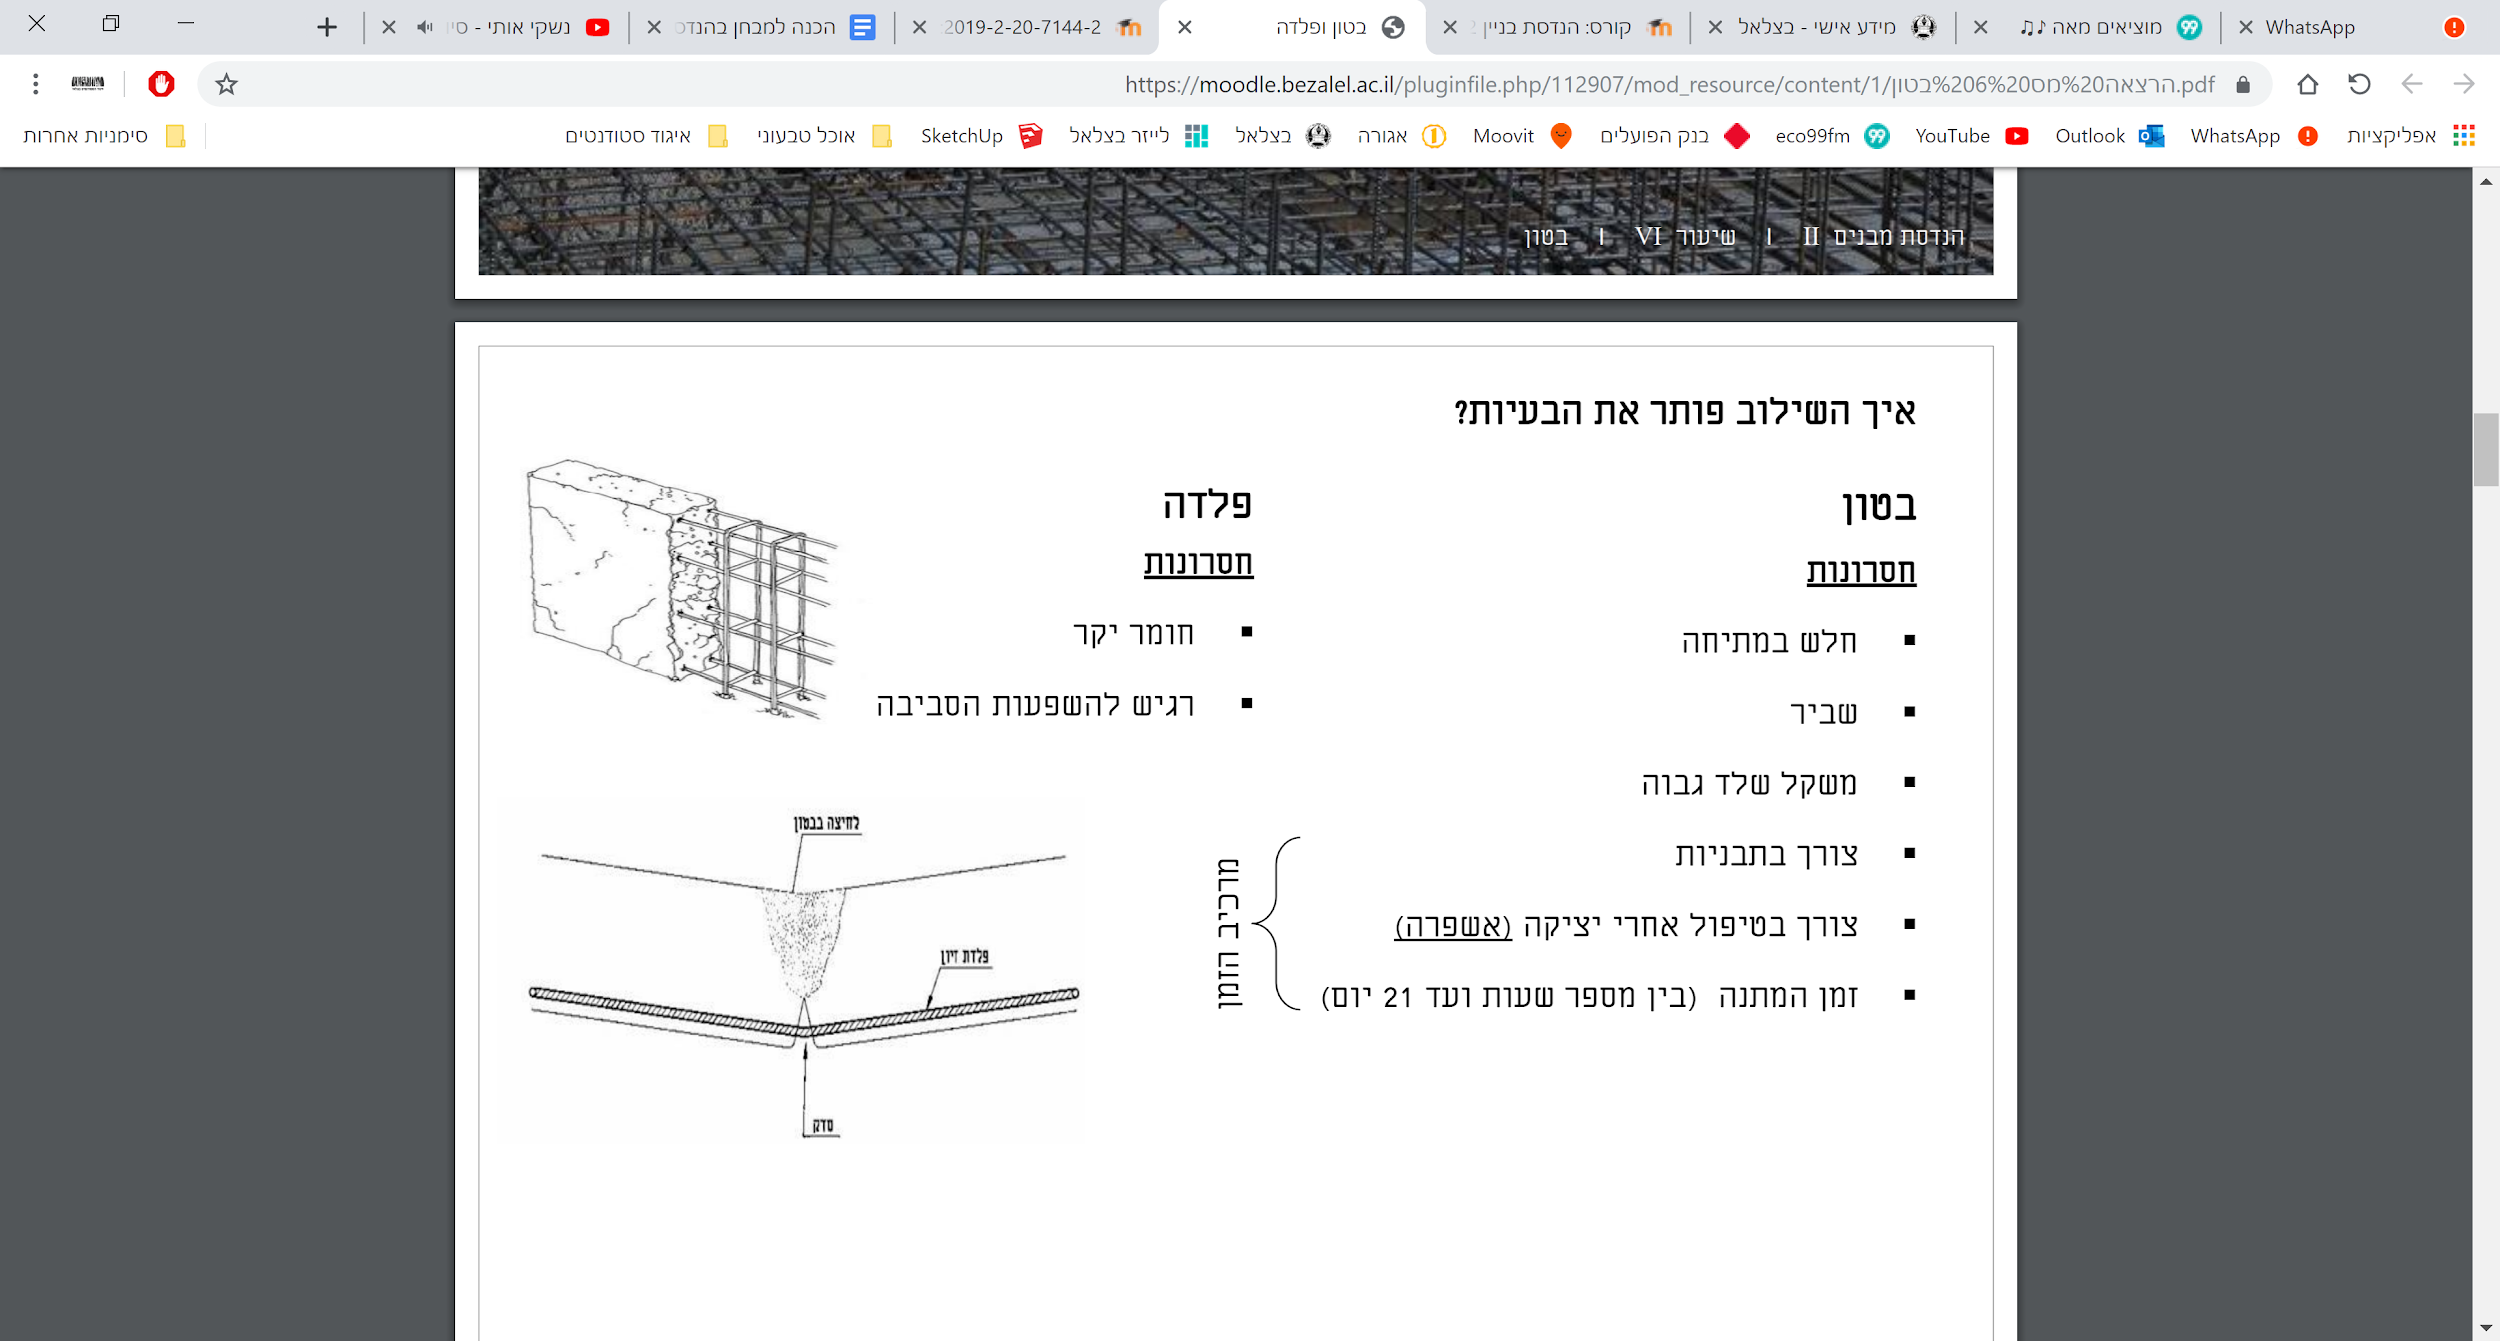 WhatsApp
מוציאים מאה ♪♫
מידע אישי - בצלאל
קורס: הנדסת בניין 2
בטון ופלדה
2019-2-20-7144-2:
הכנה למבחן בהנדס
נשקי אותי - סי
https://moodle.bezalel.ac.il/pluginfile.php/112907/mod_resource/content/1/הרצאה%20מס%206%20בטון.pdf
אפליקציות
WhatsApp
Outlook
YouTube
eco99fm
בנק הפועלים
Moovit
אגורה
בצלאל
לייזר בצלאל
SketchUp
אוכל טבעוני
איגוד סטודנטים
סימניות אחרות
הנדסת מבנים II | שיעור VI | בטון
איך השילוב פותר את הבעיות?
בטון
חסרונות
▪ חלש במתיחה
▪ שביר
▪ משקל שלד גבוה
▪ צורך בתבניות
▪ צורך בטיפול אחרי יציקה (אשפרה)
▪ זמן המתנה (בין מספר שעות ועד 21 יום)
מרכיב הזמן
פלדה
חסרונות
▪ חומר יקר
▪ רגיש להשפעות הסביבה
לחיצה בבטון
פלדת זיון
סדק